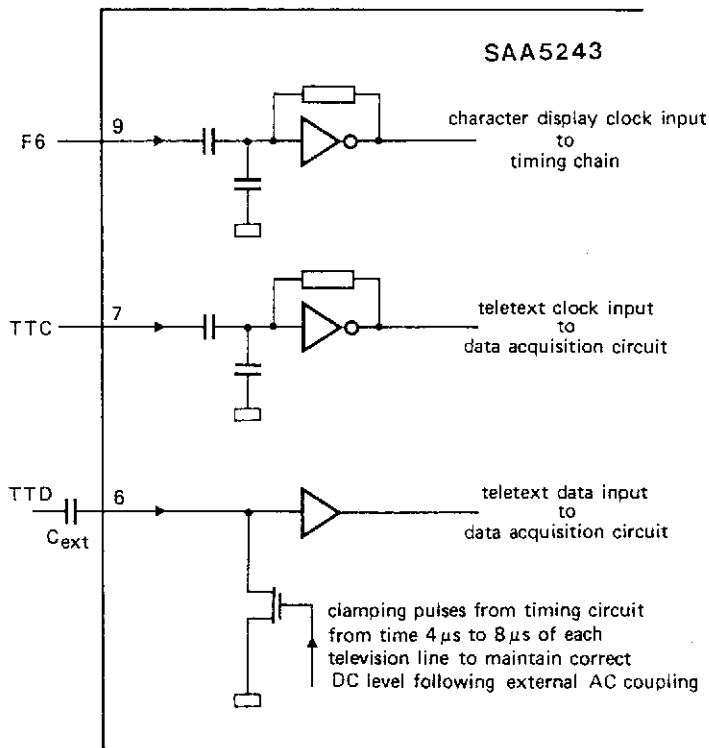 SAA5243
9
F6
character display clock input
to
timing chain
7
TTC
teletext clock input
to
data acquisition circuit
6
TTD
Cext
teletext data input
to
data acquisition circuit
clamping pulses from timing circuit
from time 4 µs to 8 µs of each
television line to maintain correct
DC level following external AC coupling